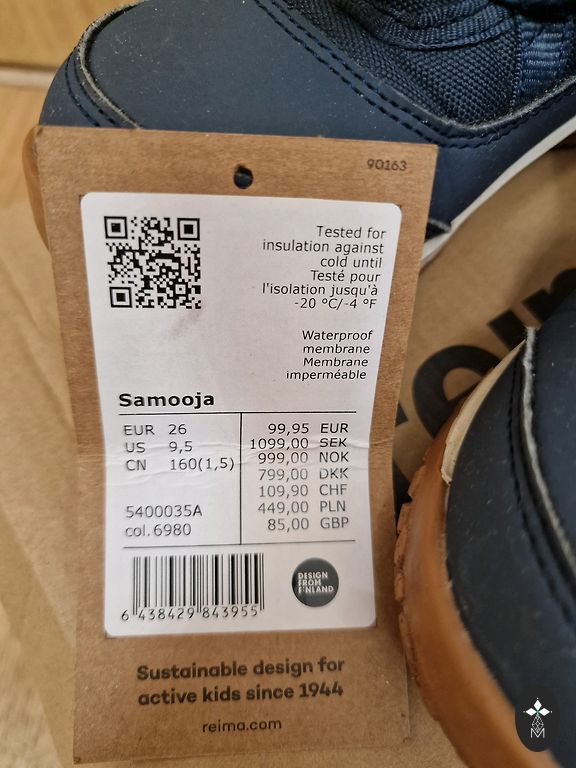 90163
Tested for
insulation against
cold until
Testé pour
l'isolation jusqu'à
-20 °C/-4 °F
Waterproof
membrane
Membrane
imperméable
Samooja
EUR 26
US 9,5
CN 160(1,5)
5400035A
col.6980
99,95 EUR
1099,00 SEK
999,00 NOK
799,00 DKK
109,90 CHF
449,00 PLN
85,00 GBP
6 438429 843955
DESIGN
FROM
FINLAND
Sustainable design for
active kids since 1944
reima.com